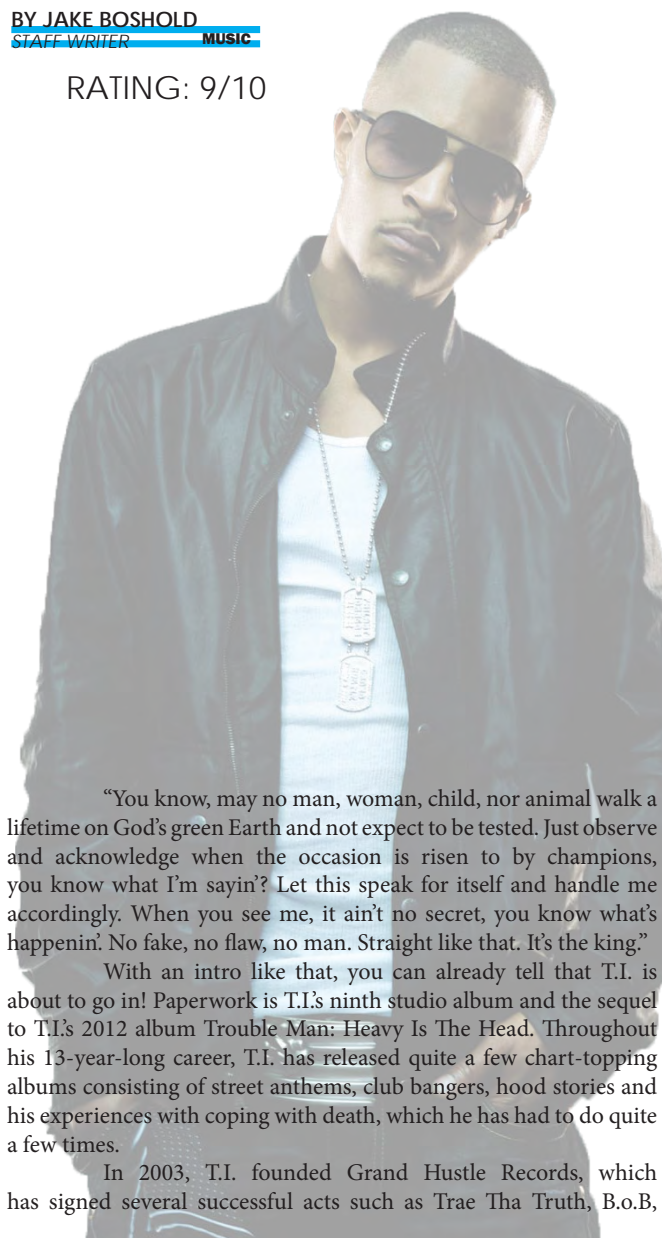 BY JAKE BOSHOLD
STAFF WRITER MUSIC
RATING: 9/10
“You know, may no man, woman, child, nor animal walk a
lifetime on God’s green Earth and not expect to be tested. Just observe
and acknowledge when the occasion is risen to by champions,
you know what I’m sayin’? Let this speak for itself and handle me
accordingly. When you see me, it ain’t no secret, you know what’s
happenin’. No fake, no flaw, no man. Straight like that. It’s the king.”
With an intro like that, you can already tell that T.I. is
about to go in! Paperwork is T.I.’s ninth studio album and the sequel
to T.I.’s 2012 album Trouble Man: Heavy Is The Head. Throughout
his 13-year-long career, T.I. has released quite a few chart-topping
albums consisting of street anthems, club bangers, hood stories and
his experiences with coping with death, which he has had to do quite
a few times.
In 2003, T.I. founded Grand Hustle Records, which
has signed several successful acts such as Trae Tha Truth, B.o.B,